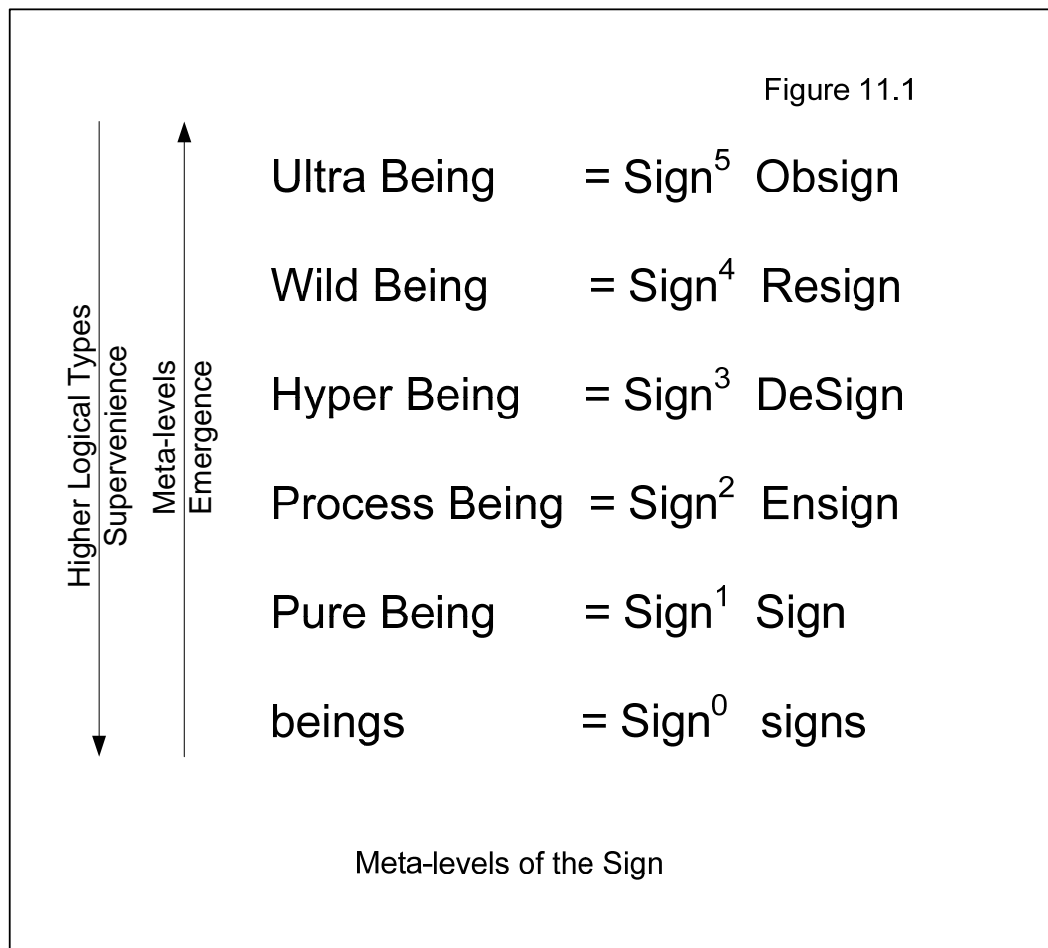 Figure 11.1
Higher Logical Types
Supervenience
Meta-levels
Emergence
Ultra Being = Sign⁵ Obsign
Wild Being = Sign⁴ Resign
Hyper Being = Sign³ DeSign
Process Being = Sign² Ensign
Pure Being = Sign¹ Sign
beings = Sign⁰ signs
Meta-levels of the Sign